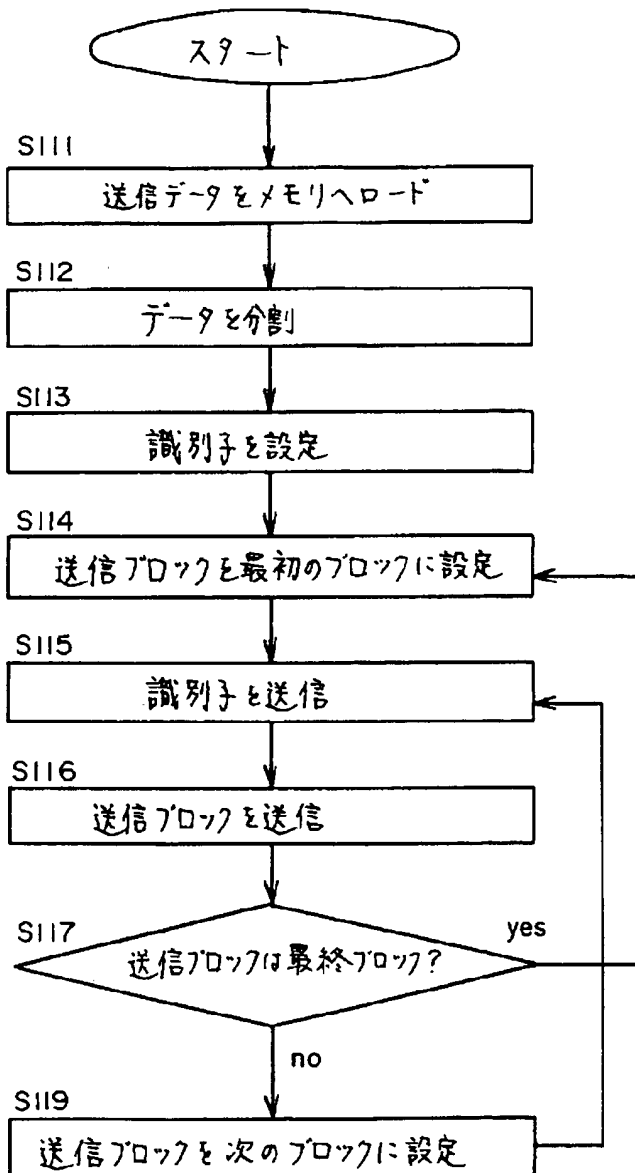 スタート
S111
送信データをメモリへロード
S112
データを分割
S113
識別子を設定
S114
送信ブロックを最初のブロックに設定
S115
識別子を送信
S116
送信ブロックを送信
S117
送信ブロックは最終ブロック?
yes
no
S119
送信ブロックを次のブロックに設定